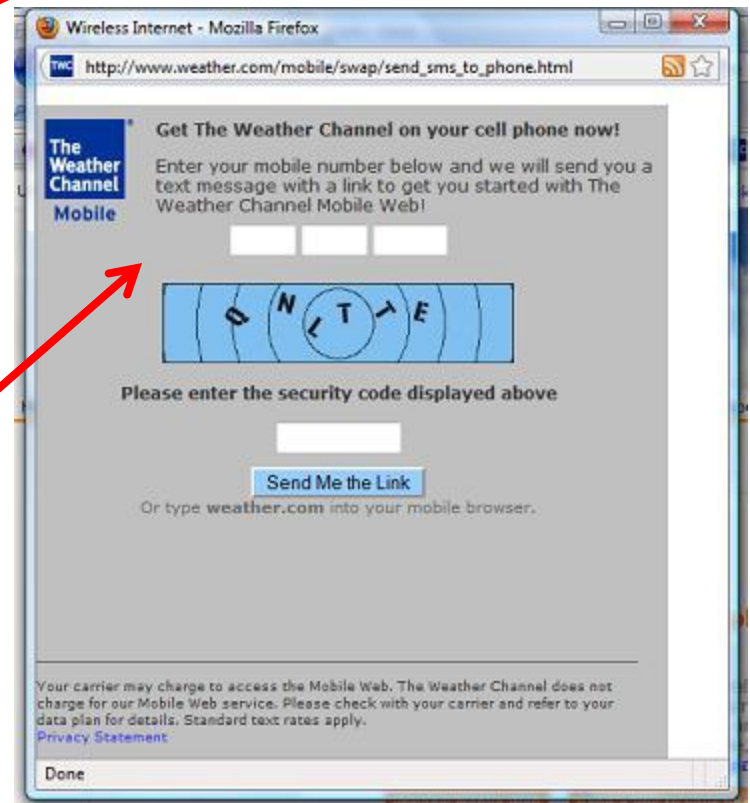 Wireless Internet - Mozilla Firefox
TWC http://www.weather.com/mobile/swap/send_sms_to_phone.html
The
Weather
Channel
Mobile
Get The Weather Channel on your cell phone now!
Enter your mobile number below and we will send you a
text message with a link to get you started with The
Weather Channel Mobile Web!
Please enter the security code displayed above
Send Me the Link
Or type weather.com into your mobile browser.
Your carrier may charge to access the Mobile Web. The Weather Channel does not
charge for our Mobile Web service. Please check with your carrier and refer to your
data plan for details. Standard text rates apply.
Privacy Statement
Done